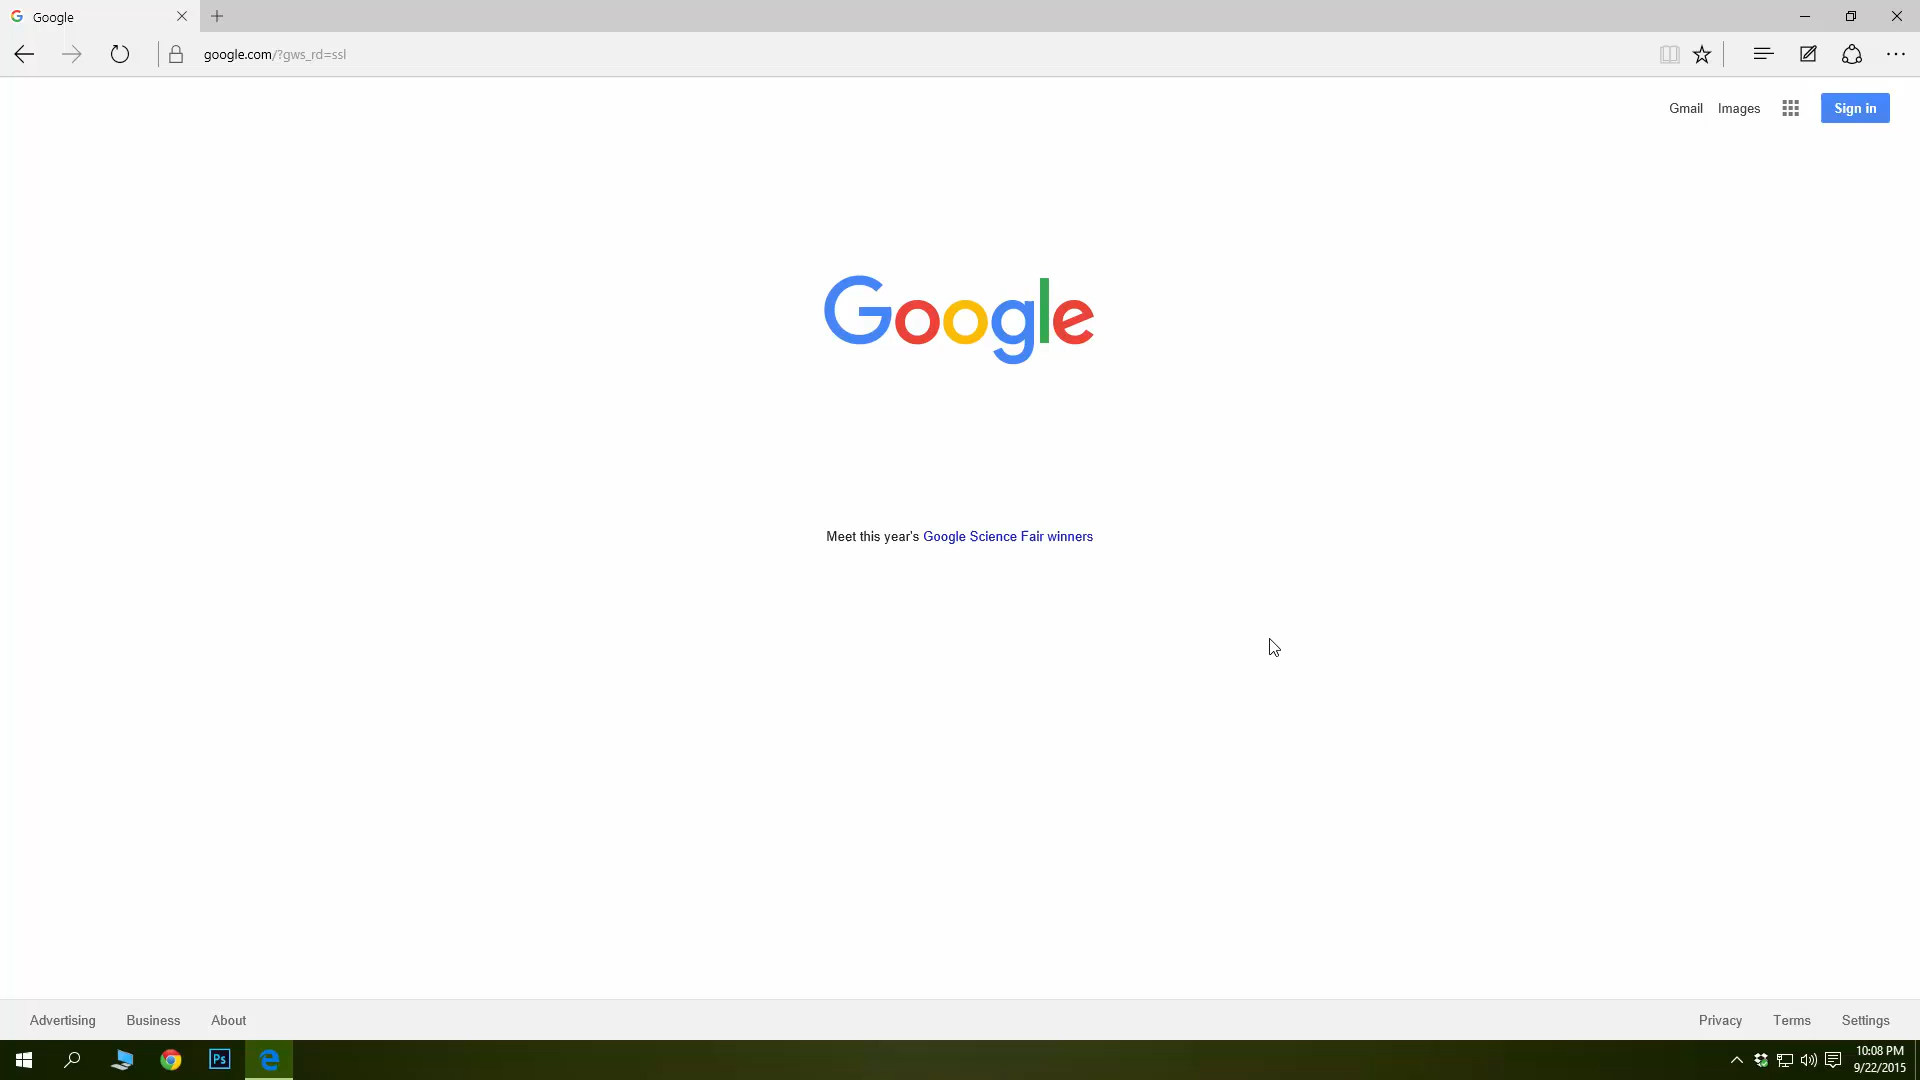 Google
google.com/?gws_rd=ssl
Gmail Images Sign in
Google
Meet this year's Google Science Fair winners
Advertising Business About Privacy Terms Settings
Ps
10:08 PM
9/22/2015